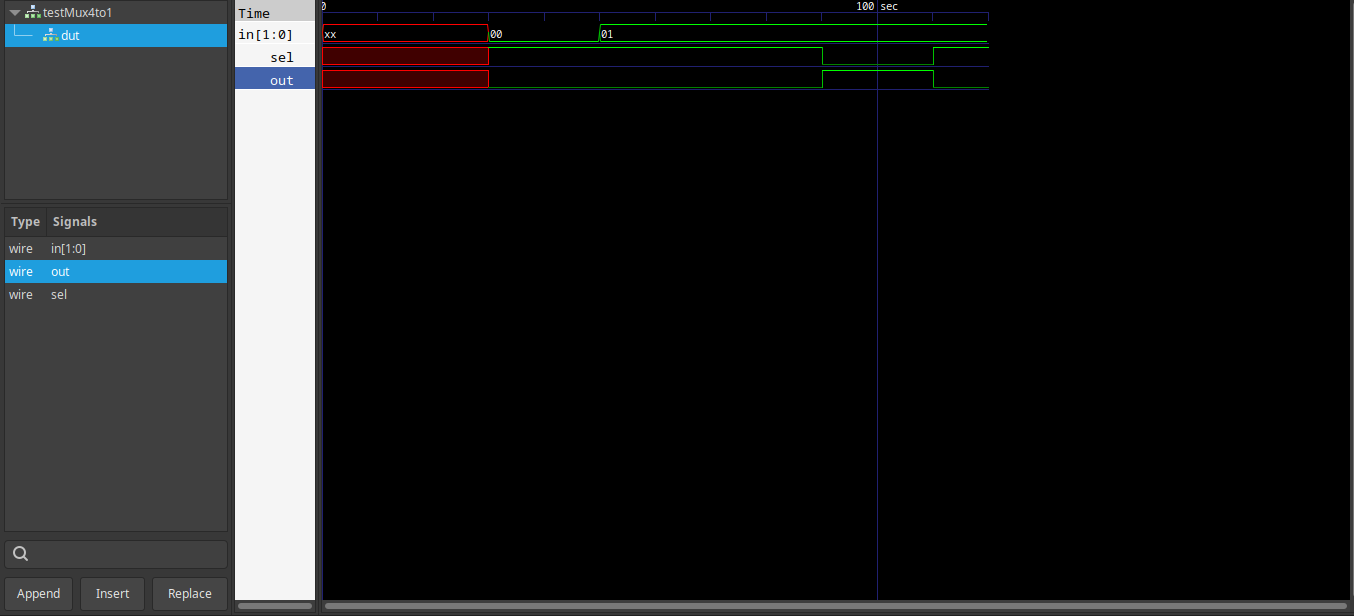 testMux4to1
dut
Type Signals
wire in[1:0]
wire out
wire sel
Append Insert Replace
Time
in[1:0]
sel
out
0 100 sec
xx 00 01